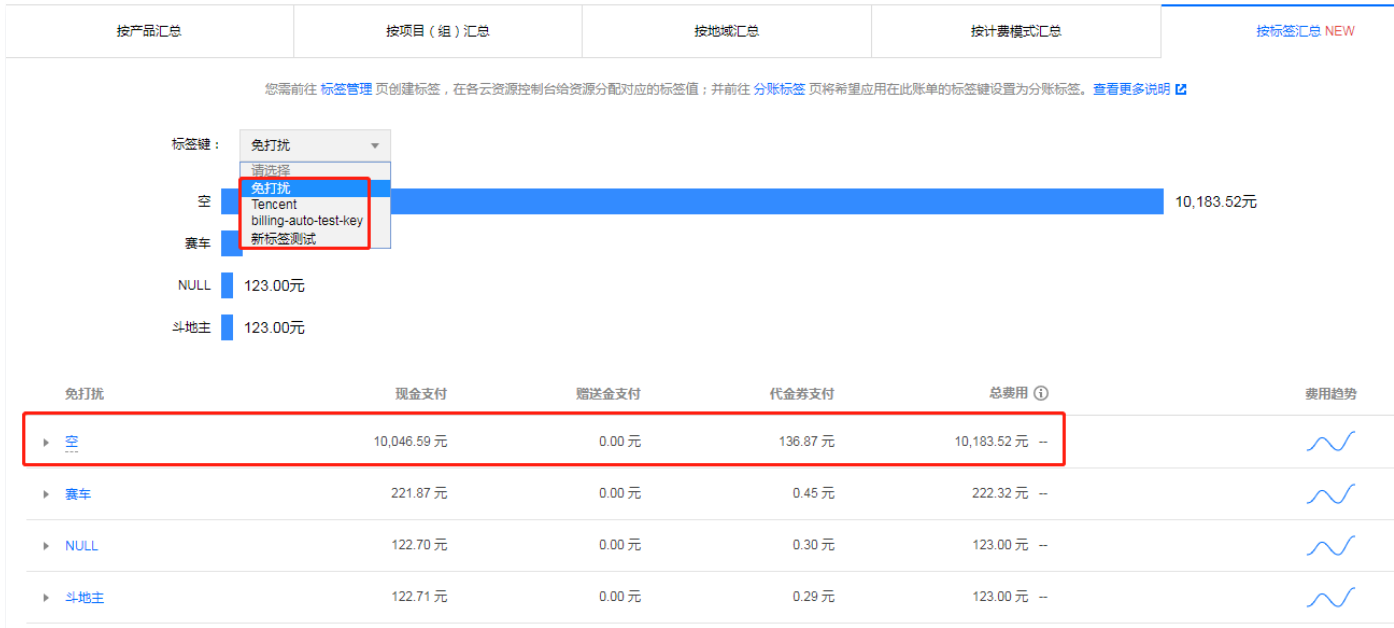 按产品汇总 按项目（组）汇总 按地域汇总 按计费模式汇总 按标签汇总 NEW
您需前往 标签管理 页创建标签，在各云资源控制台给资源分配对应的标签值；并前往 分账标签 页将希望应用在此账单的标签键设置为分账标签。查看更多说明
标签键： 免打扰
请选择
免打扰
Tencent
billing-auto-test-key
新标签测试
空 10,183.52元
赛车
NULL 123.00元
斗地主 123.00元
免打扰 现金支付 赠送金支付 代金券支付 总费用 费用趋势
空 10,046.59 元 0.00 元 136.87 元 10,183.52 元 --
赛车 221.87 元 0.00 元 0.45 元 222.32 元 --
NULL 122.70 元 0.00 元 0.30 元 123.00 元 --
斗地主 122.71 元 0.00 元 0.29 元 123.00 元 --